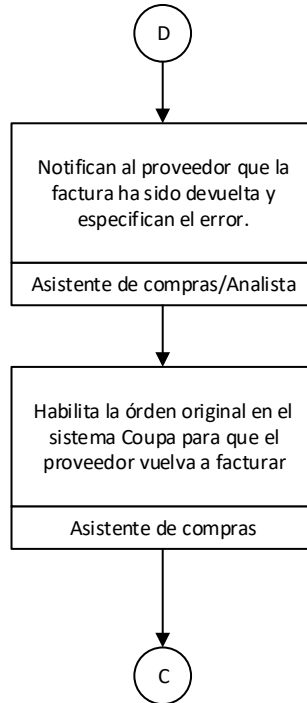 D
Notifican al proveedor que la
factura ha sido devuelta y
especifican el error.
Asistente de compras/Analista
Habilita la órden original en el
sistema Coupa para que el
proveedor vuelva a facturar
Asistente de compras
C